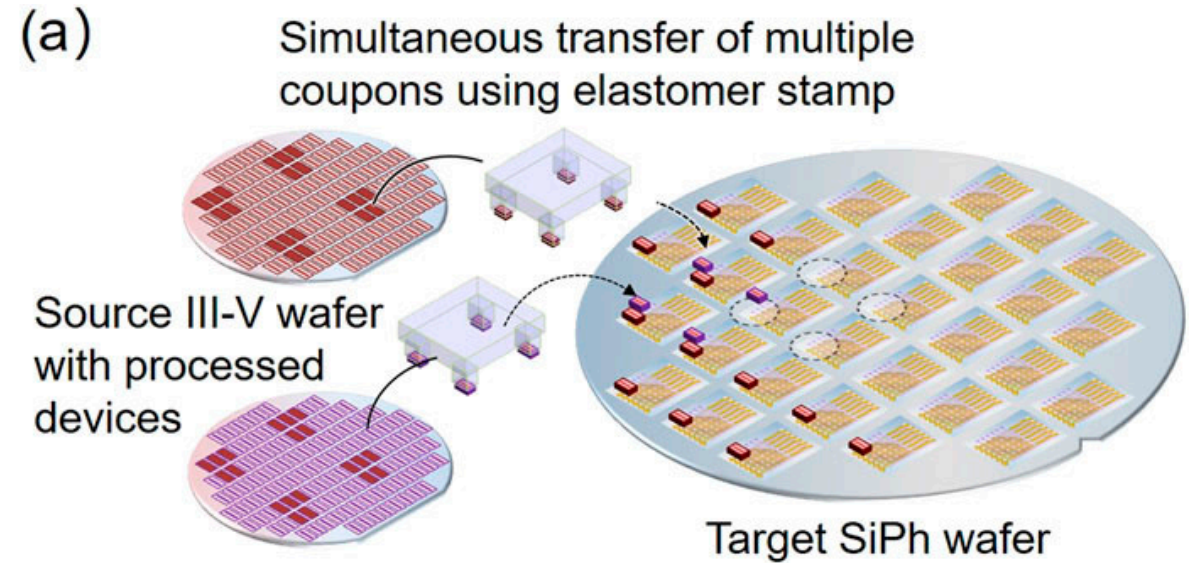 (a)
Simultaneous transfer of multiple
coupons using elastomer stamp
Source III-V wafer
with processed
devices
Target SiPh wafer